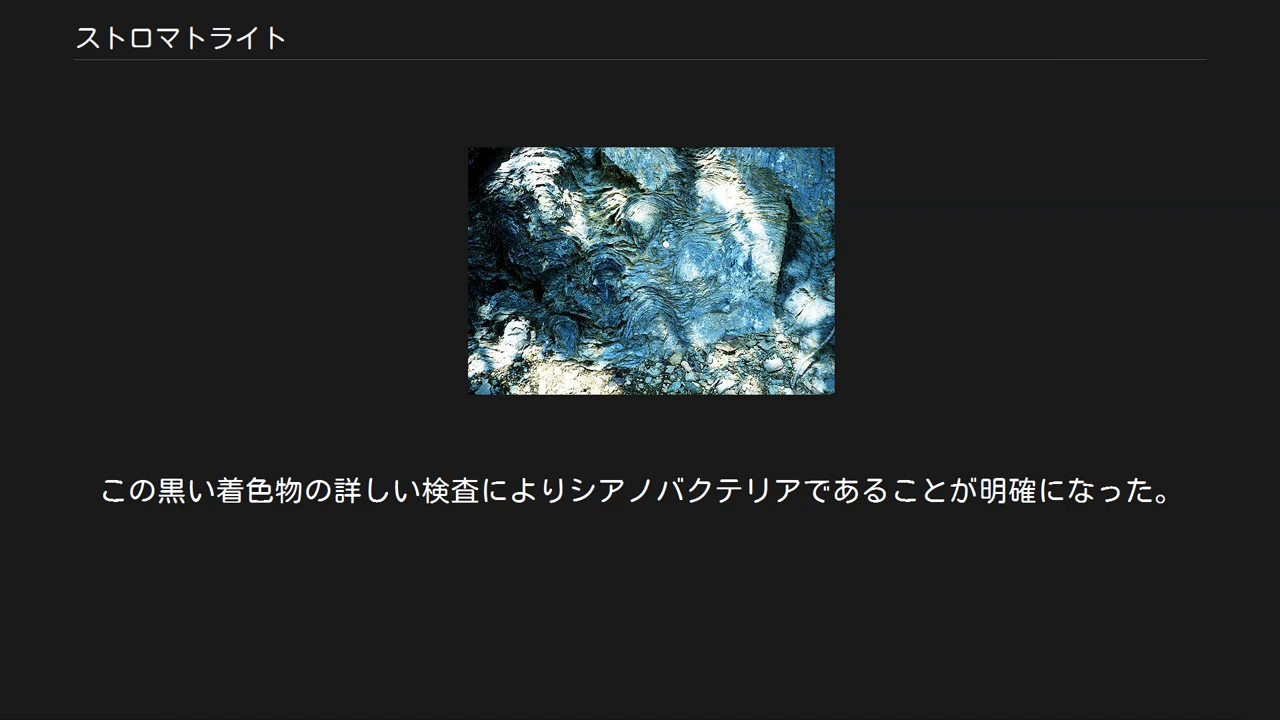 ストロマトライト
この黒い着色物の詳しい検査によりシアノバクテリアであることが明確になった。